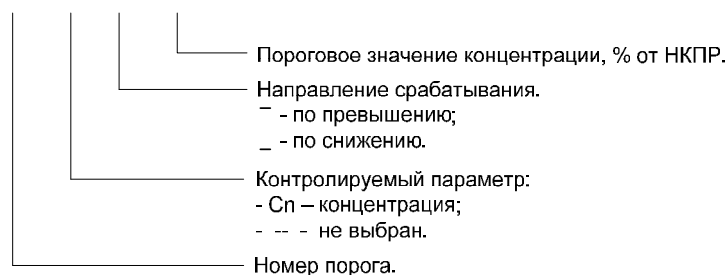 Пороговое значение концентрации, % от НКПР.
Направление срабатывания.
¯ - по превышению;
_ - по снижению.
Контролируемый параметр:
- Cn – концентрация;
- -- - не выбран.
Номер порога.